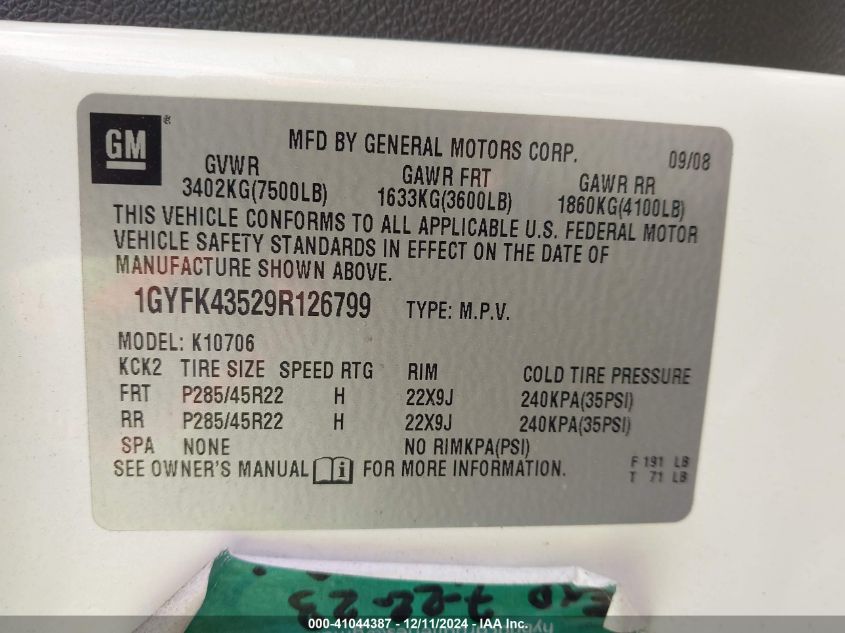 GM
MFD BY GENERAL MOTORS CORP. 09/08
GVWR GAWR FRT GAWR RR
3402KG(7500LB) 1633KG(3600LB) 1860KG(4100LB)
THIS VEHICLE CONFORMS TO ALL APPLICABLE U.S. FEDERAL MOTOR
VEHICLE SAFETY STANDARDS IN EFFECT ON THE DATE OF
MANUFACTURE SHOWN ABOVE.
1GYFK43529R126799 TYPE: M.P.V.
MODEL: K10706
KCK2 TIRE SIZE SPEED RTG RIM COLD TIRE PRESSURE
FRT P285/45R22 H 22X9J 240KPA(35PSI)
RR P285/45R22 H 22X9J 240KPA(35PSI)
SPA NONE NO RIMKPA(PSI)
SEE OWNER'S MANUAL FOR MORE INFORMATION.
F 191 LB
T 71 LB
7-22-23
000-41044387 - 12/11/2024 - IAA Inc.